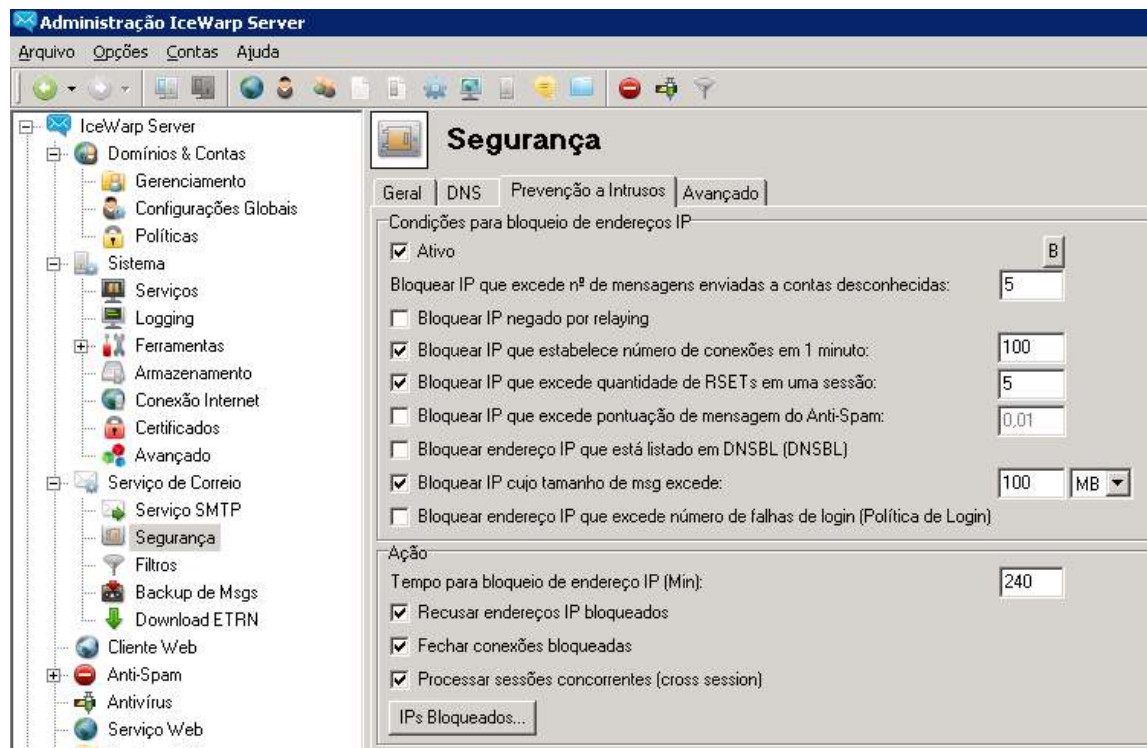 Administração IceWarp Server
Arquivo Opções Contas Ajuda
IceWarp Server
Domínios & Contas
Gerenciamento
Configurações Globais
Políticas
Sistema
Serviços
Logging
Ferramentas
Armazenamento
Conexão Internet
Certificados
Avançado
Serviço de Correio
Serviço SMTP
Segurança
Filtros
Backup de Msgs
Download ETRN
Cliente Web
Anti-Spam
Antivírus
Serviço Web
Segurança
Geral DNS Prevenção a Intrusos Avançado
Condições para bloqueio de endereços IP
Ativo B
Bloquear IP que excede nº de mensagens enviadas a contas desconhecidas: 5
Bloquear IP negado por relaying
Bloquear IP que estabelece número de conexões em 1 minuto: 100
Bloquear IP que excede quantidade de RSETs em uma sessão: 5
Bloquear IP que excede pontuação de mensagem do Anti-Spam: 0,01
Bloquear endereço IP que está listado em DNSBL (DNSBL)
Bloquear IP cujo tamanho de msg excede: 100 MB
Bloquear endereço IP que excede número de falhas de login (Política de Login)
Ação
Tempo para bloqueio de endereço IP (Min): 240
Recusar endereços IP bloqueados
Fechar conexões bloqueadas
Processar sessões concorrentes (cross session)
IPs Bloqueados...